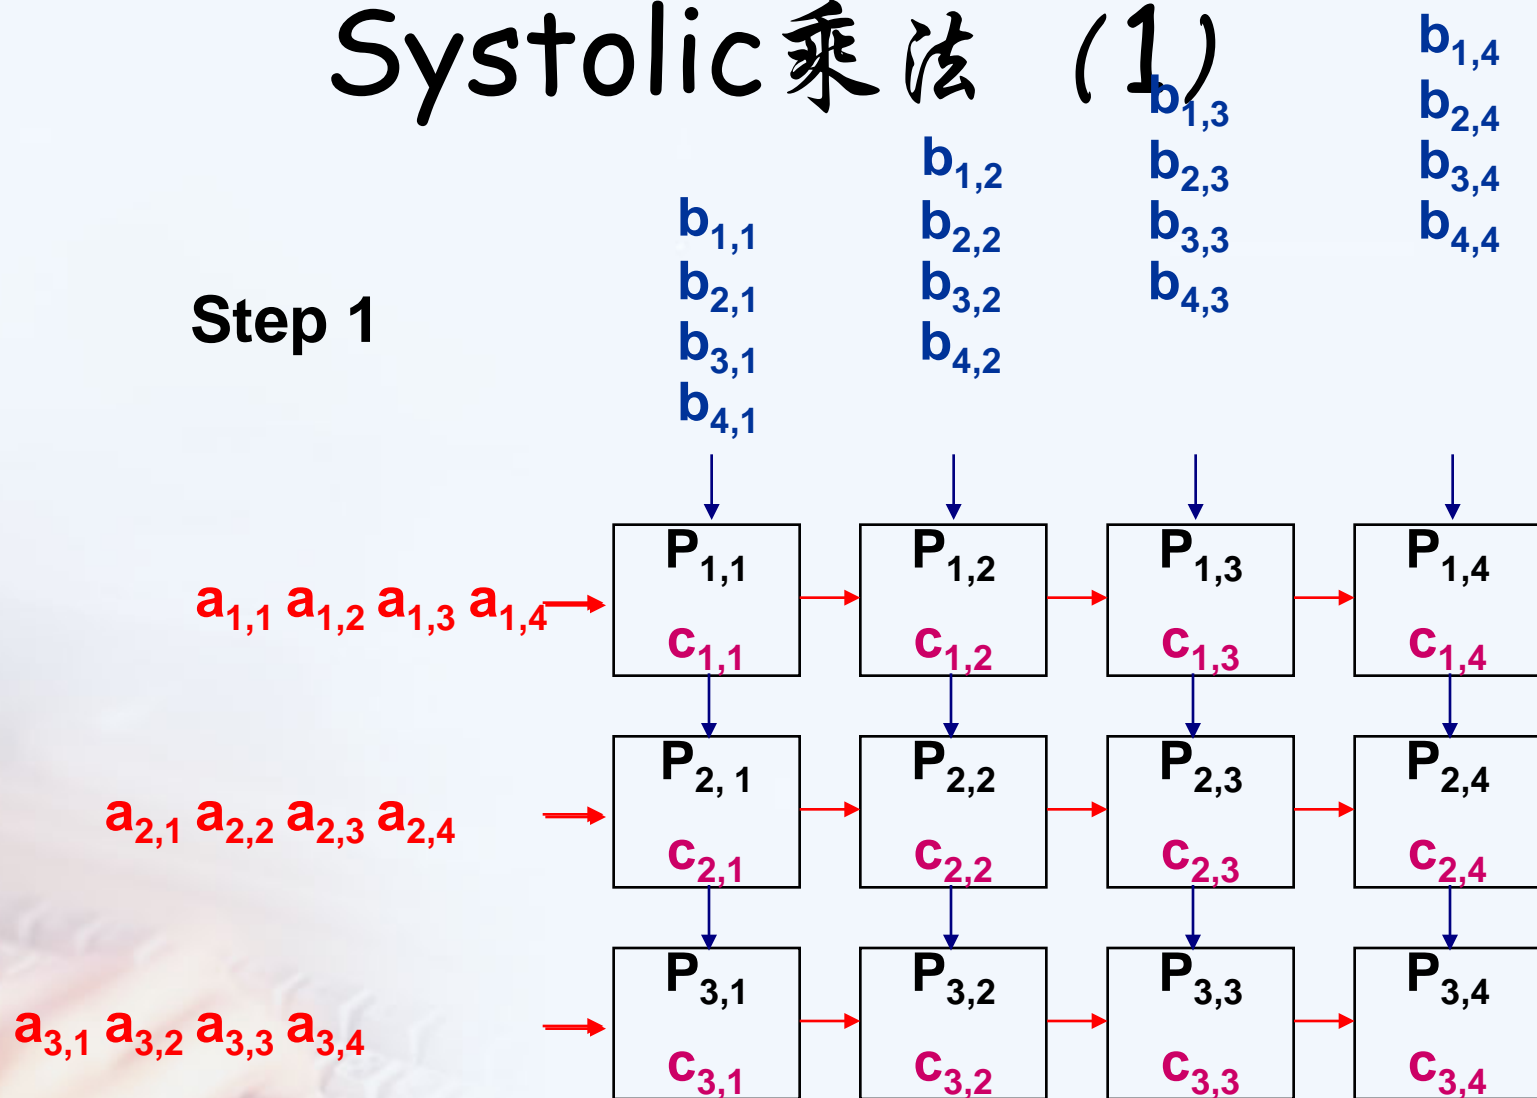 Systolic乘法 (1)
b1,1
b2,1
b3,1
b4,1
b1,2
b2,2
b3,2
b4,2
b1,3
b2,3
b3,3
b4,3
b1,4
b2,4
b3,4
b4,4
Step 1
a1,1 a1,2 a1,3 a1,4
P1,1
c1,1
P1,2
c1,2
P1,3
c1,3
P1,4
c1,4
a2,1 a2,2 a2,3 a2,4
P2, 1
c2,1
P2,2
c2,2
P2,3
c2,3
P2,4
c2,4
a3,1 a3,2 a3,3 a3,4
P3,1
c3,1
P3,2
c3,2
P3,3
c3,3
P3,4
c3,4